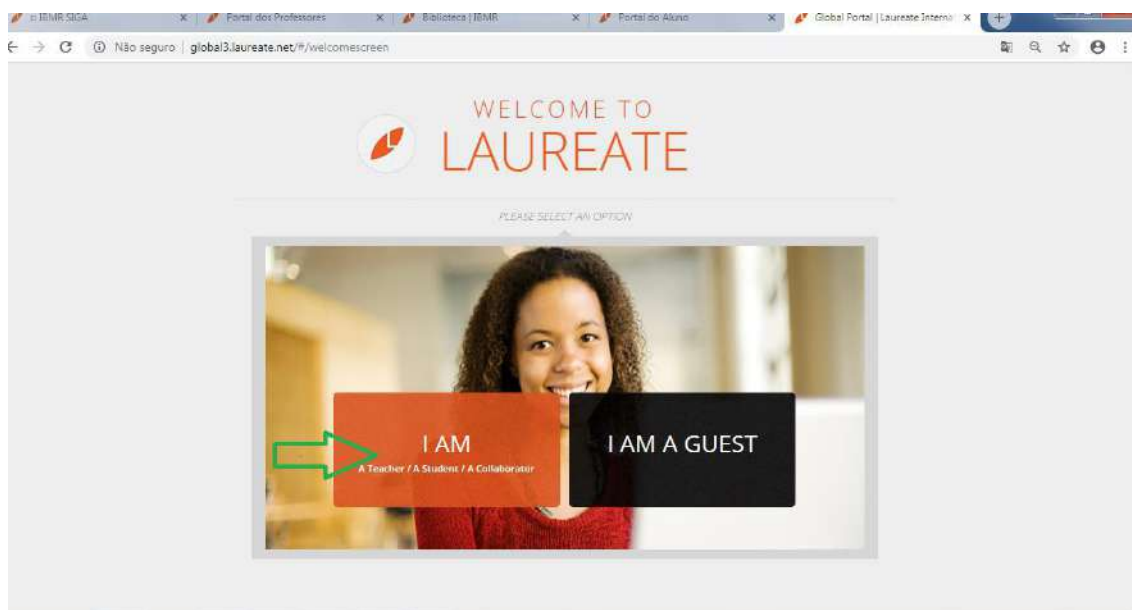 :: IBMR SIGA
Portal dos Professores
Biblioteca | IBMR
Portal do Aluno
Global Portal | Laureate Interna
Não seguro | global3.laureate.net/#/welcomescreen
WELCOME TO
LAUREATE
PLEASE SELECT AN OPTION
I AM
A Teacher / A Student / A Collaborator
I AM A GUEST